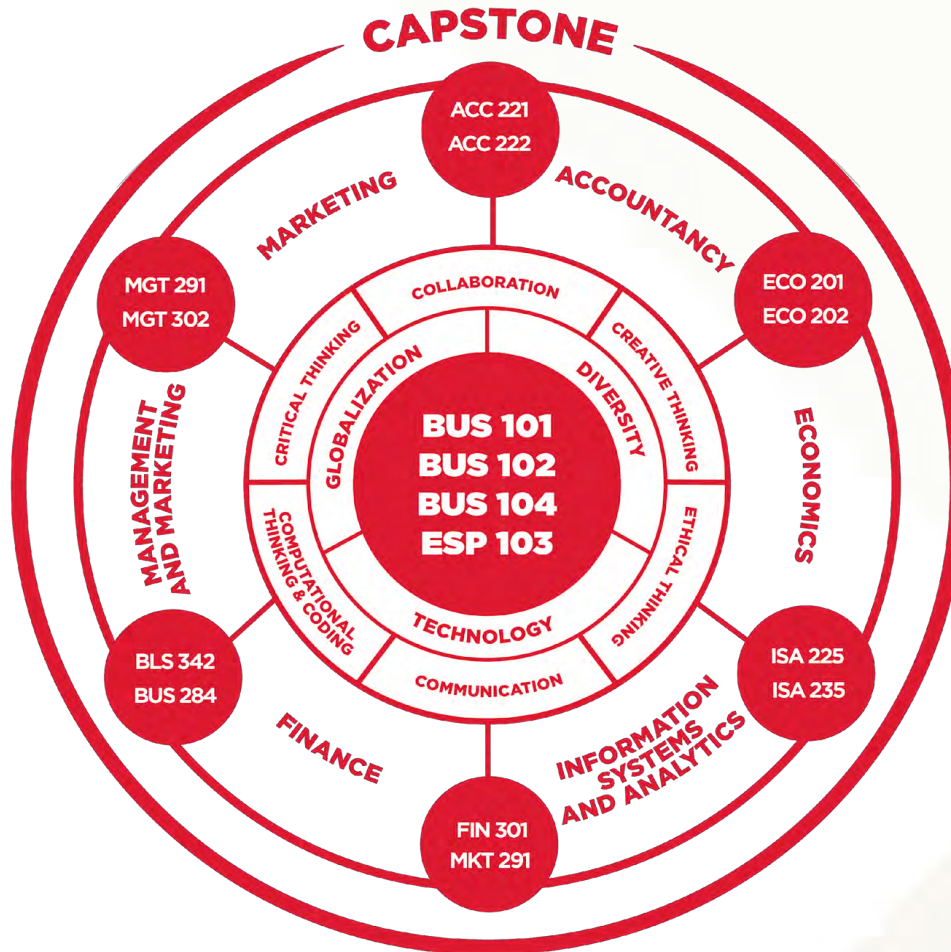 CAPSTONE
ACC 221
ACC 222
MARKETING
ACCOUNTANCY
MGT 291
MGT 302
ECO 201
ECO 202
COLLABORATION
CRITICAL THINKING
CREATIVE THINKING
GLOBALIZATION
DIVERSITY
BUS 101
BUS 102
BUS 104
ESP 103
MANAGEMENT
AND MARKETING
ECONOMICS
COMPUTATIONAL
THINKING & CODING
ETHICAL THINKING
TECHNOLOGY
COMMUNICATION
BLS 342
BUS 284
ISA 225
ISA 235
FINANCE
INFORMATION
SYSTEMS
AND ANALYTICS
FIN 301
MKT 291